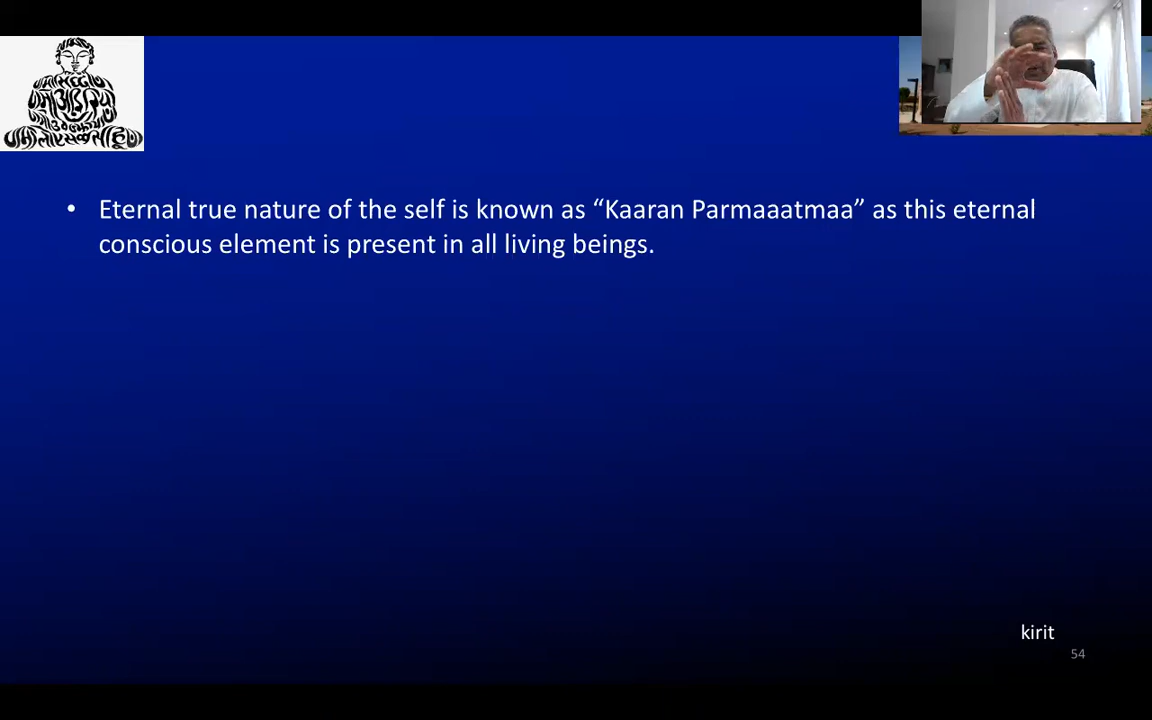 • Eternal true nature of the self is known as “Kaaran Parmaaatmaa” as this eternal
conscious element is present in all living beings.
kirit
54